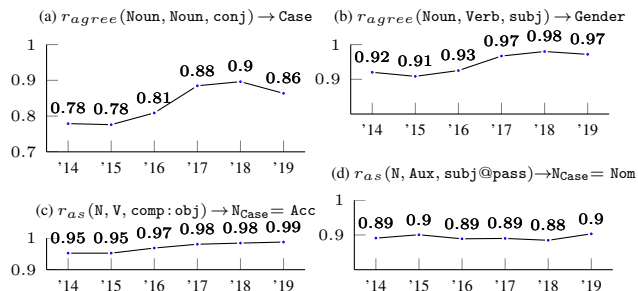 (a) r_agree(Noun, Noun, conj) → Case
1
0.9
0.8
0.7
0.78 0.78 0.81 0.88 0.9 0.86
'14 '15 '16 '17 '18 '19
(b) r_agree(Noun, Verb, subj) → Gender
1
0.9
0.92 0.91 0.93 0.97 0.98 0.97
'14 '15 '16 '17 '18 '19
(c) r_as(N, V, comp:obj) → N_Case = Acc
1
0.9
0.95 0.95 0.97 0.98 0.98 0.99
'14 '15 '16 '17 '18 '19
(d) r_as(N, Aux, subj@pass) → N_Case = Nom
0.9
0.89 0.9 0.89 0.89 0.88 0.9
'14 '15 '16 '17 '18 '19